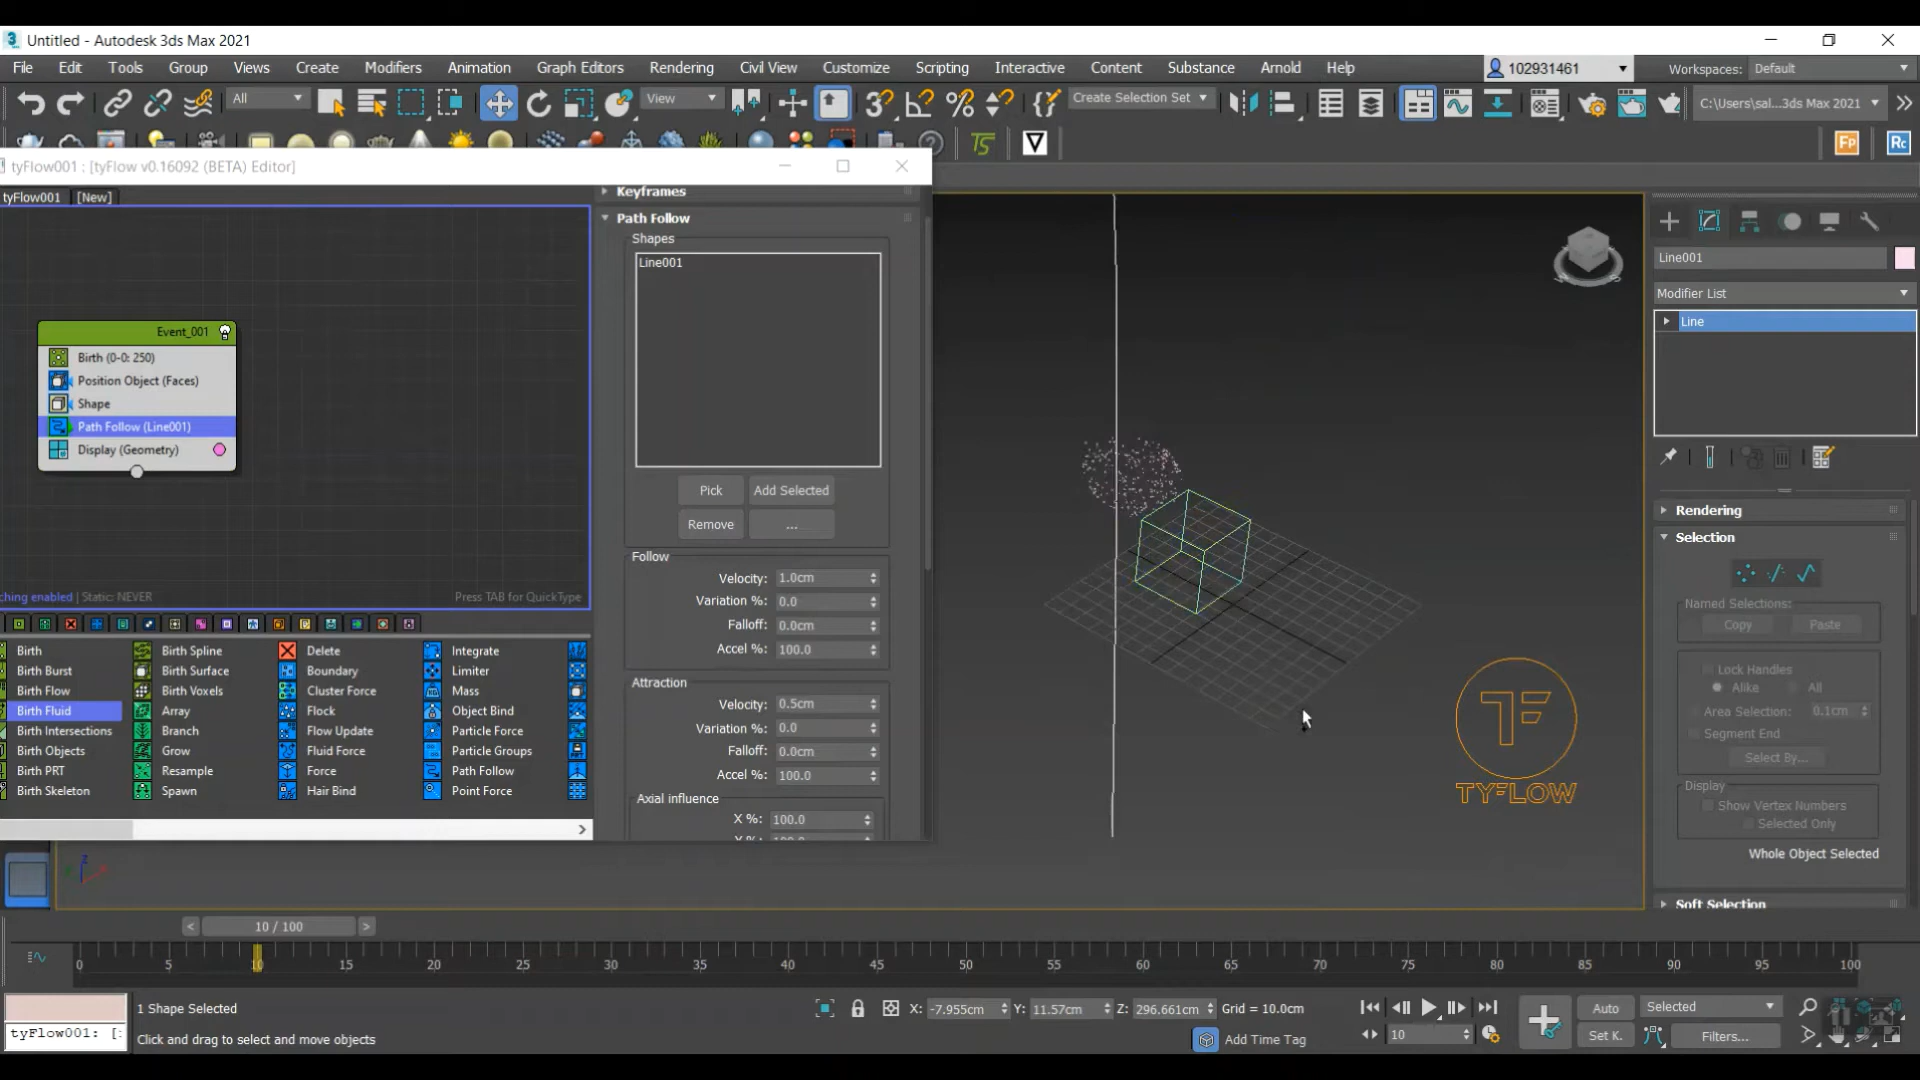 Untitled - Autodesk 3ds Max 2021
File Edit Tools Group Views Create Modifiers Animation Graph Editors Rendering Civil View Customize Scripting Interactive Content Substance Arnold Help
102931461
Workspaces: Default
All
View
Create Selection Set
C:\Users\sal...3ds Max 2021
tyFlow001 : [tyFlow v0.16092 (BETA) Editor]
tyFlow001 [New]
Event_001
Birth (0-0: 250)
Position Object (Faces)
Shape
Path Follow (Line001)
Display (Geometry)
ching enabled | Static: NEVER
Press TAB for QuickType
Birth
Birth Burst
Birth Flow
Birth Fluid
Birth Intersections
Birth Objects
Birth PRT
Birth Skeleton
Birth Spline
Birth Surface
Birth Voxels
Array
Branch
Grow
Resample
Spawn
Delete
Boundary
Cluster Force
Flock
Flow Update
Fluid Force
Force
Hair Bind
Integrate
Limiter
Mass
Object Bind
Particle Force
Particle Groups
Path Follow
Point Force
Keyframes
Path Follow
Shapes
Line001
Pick
Add Selected
Remove
...
Follow
Velocity: 1.0cm
Variation %: 0.0
Falloff: 0.0cm
Accel %: 100.0
Attraction
Velocity: 0.5cm
Variation %: 0.0
Falloff: 0.0cm
Accel %: 100.0
Axial influence
X %: 100.0
TF
TYFLOW
TS
Fp
Rc
Line001
Modifier List
Line
Rendering
Selection
Named Selections:
Copy
Paste
Lock Handles
Alike
All
Area Selection: 0.1cm
Segment End
Select By...
Display
Show Vertex Numbers
Selected Only
Whole Object Selected
Soft Selection
< 10 / 100 >
0 5 10 15 20 25 30 35 40 45 50 55 60 65 70 75 80 85 90 95 100
tyFlow001: [:
1 Shape Selected
Click and drag to select and move objects
X: -7.955cm Y: 11.57cm Z: 296.661cm Grid = 10.0cm
Add Time Tag
10
Auto
Selected
Set K.
Filters...